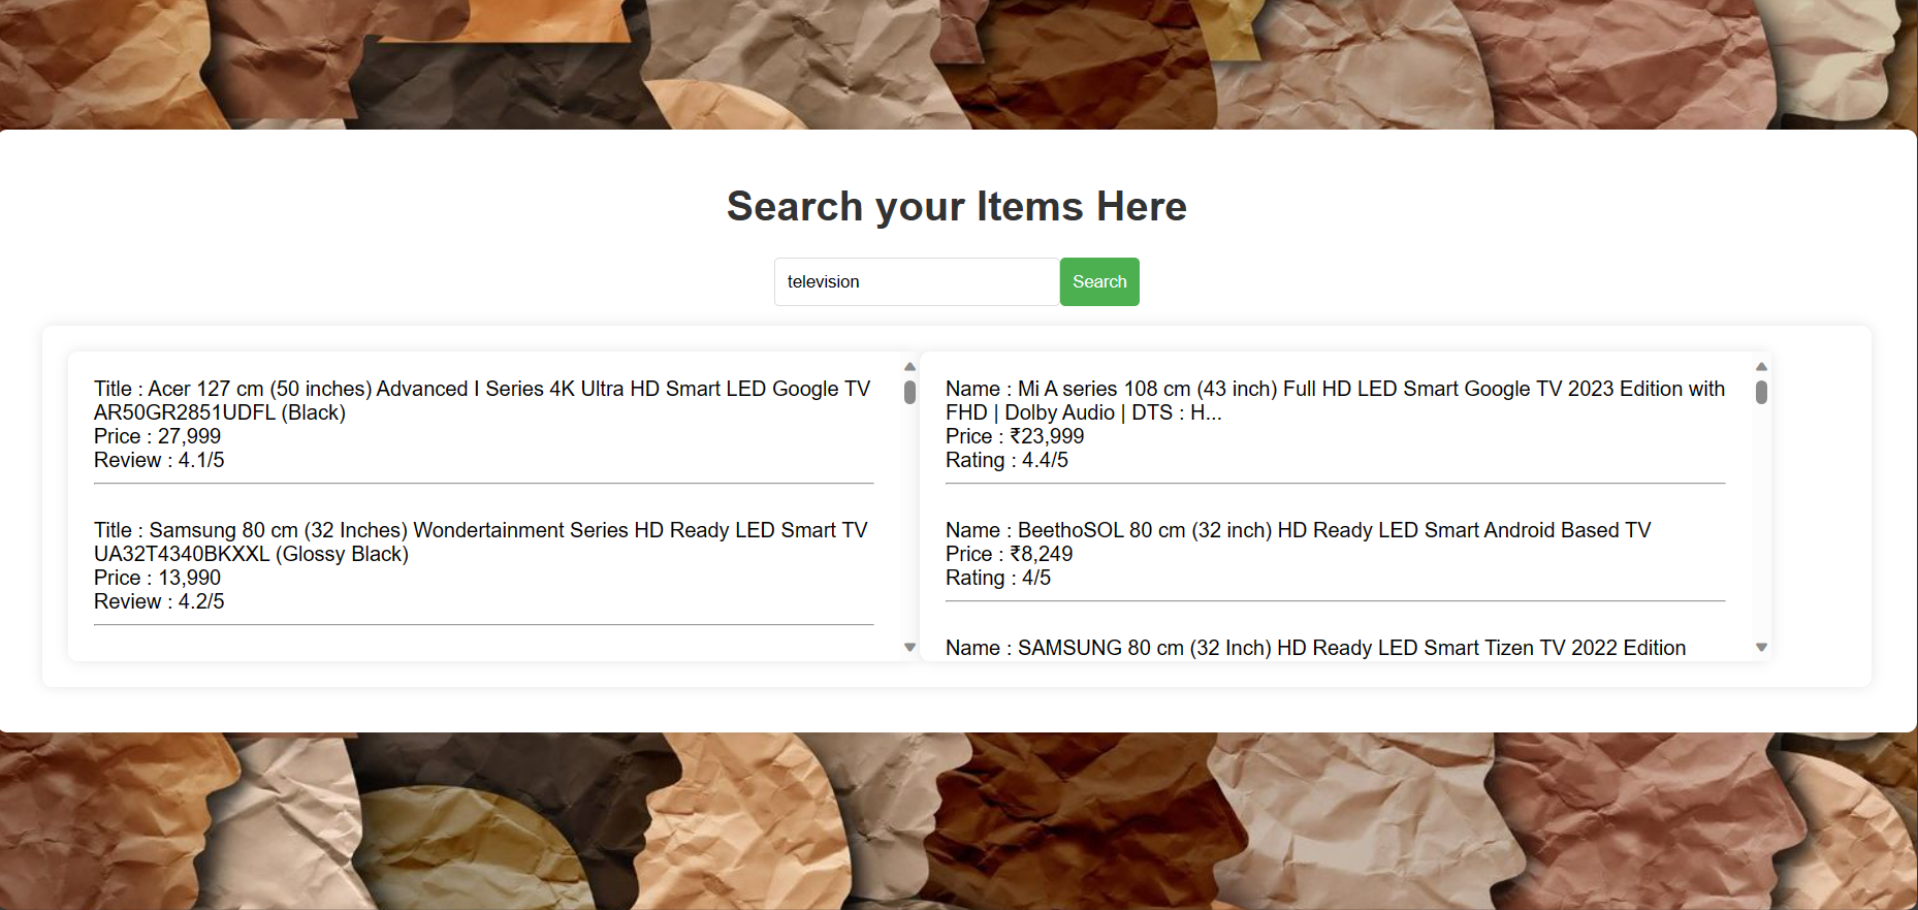 Search your Items Here
television
Search
Title : Acer 127 cm (50 inches) Advanced I Series 4K Ultra HD Smart LED Google TV
AR50GR2851UDFL (Black)
Price : 27,999
Review : 4.1/5
Title : Samsung 80 cm (32 Inches) Wondertainment Series HD Ready LED Smart TV
UA32T4340BKXXL (Glossy Black)
Price : 13,990
Review : 4.2/5
Name : Mi A series 108 cm (43 inch) Full HD LED Smart Google TV 2023 Edition with
FHD | Dolby Audio | DTS : H...
Price : ₹23,999
Rating : 4.4/5
Name : BeethoSOL 80 cm (32 inch) HD Ready LED Smart Android Based TV
Price : ₹8,249
Rating : 4/5
Name : SAMSUNG 80 cm (32 Inch) HD Ready LED Smart Tizen TV 2022 Edition